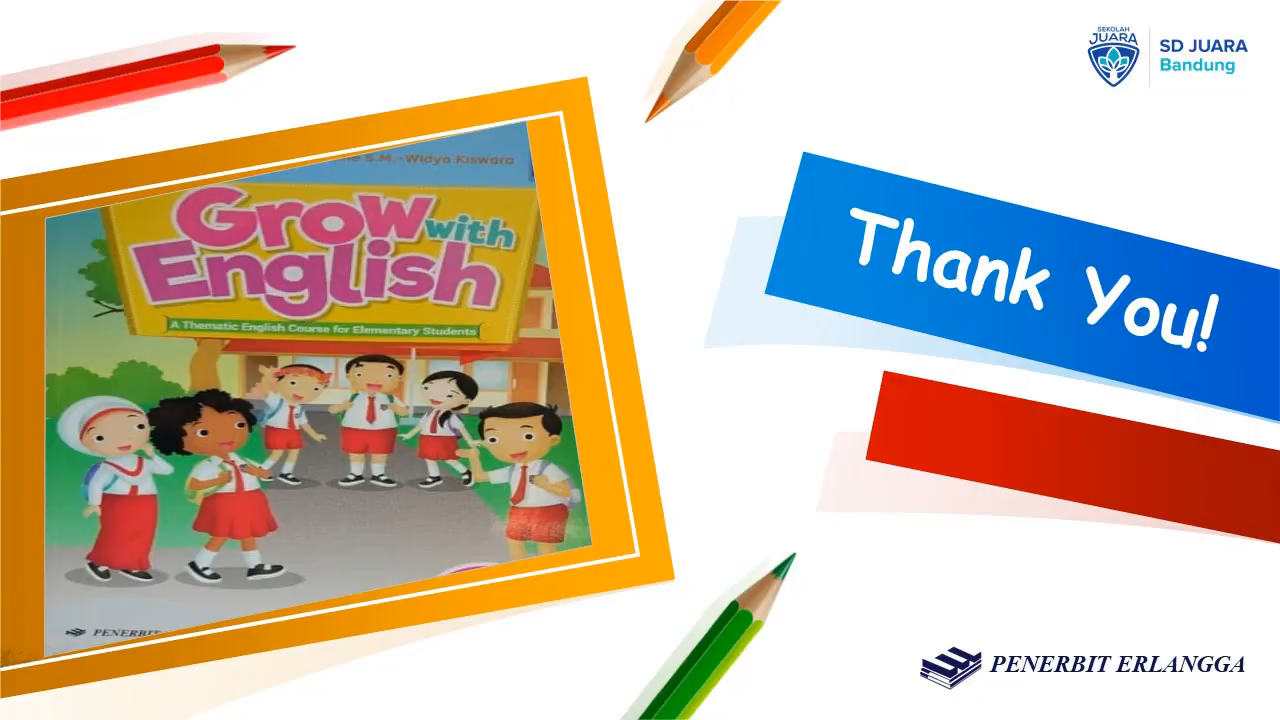 SEKOLAH
JUARA
SD JUARA
Bandung
S.M. • Widya Kiswara
Grow with
English
A Thematic English Course for Elementary Students
PENERBIT
Thank You!
PENERBIT ERLANGGA